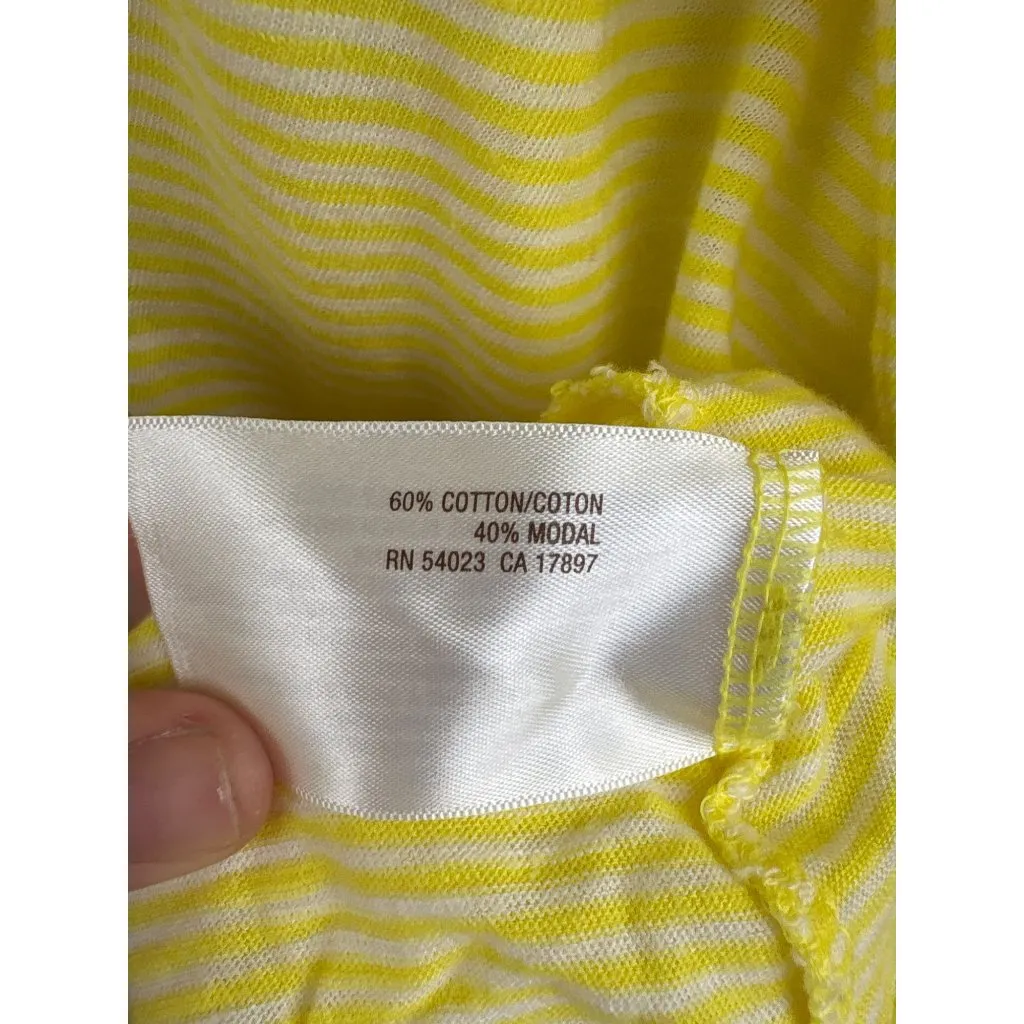 60% COTTON/COTON
40% MODAL
RN 54023 CA 17897